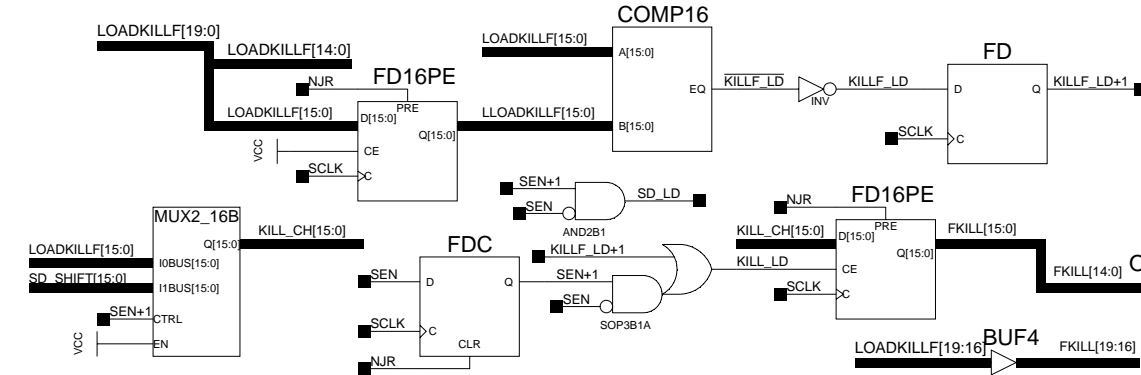 COMP16
LOADKILLF[19:0]
LOADKILLF[14:0]
LOADKILLF[15:0]
A[15:0]
FD
NJR
FD16PE
PRE
EQ
KILLF_LD
INV
KILLF_LD
D
Q
KILLF_LD+1
LOADKILLF[15:0]
D[15:0]
Q[15:0]
LLOADKILLF[15:0]
B[15:0]
VCC
CE
SCLK
C
SCLK
C
SEN+1
SEN
SD_LD
AND2B1
FD16PE
NJR
PRE
MUX2_16B
Q[15:0]
KILL_CH[15:0]
LOADKILLF[15:0]
I0BUS[15:0]
SD_SHIFT[15:0]
I1BUS[15:0]
SEN+1
CTRL
VCC
EN
FDC
SEN
D
Q
SEN+1
SCLK
C
CLR
NJR
KILLF_LD+1
SEN
SOP3B1A
KILL_LD
KILL_CH[15:0]
D[15:0]
Q[15:0]
FKILL[15:0]
CE
SCLK
C
FKILL[14:0]
LOADKILLF[19:16]
BUF4
FKILL[19:16]